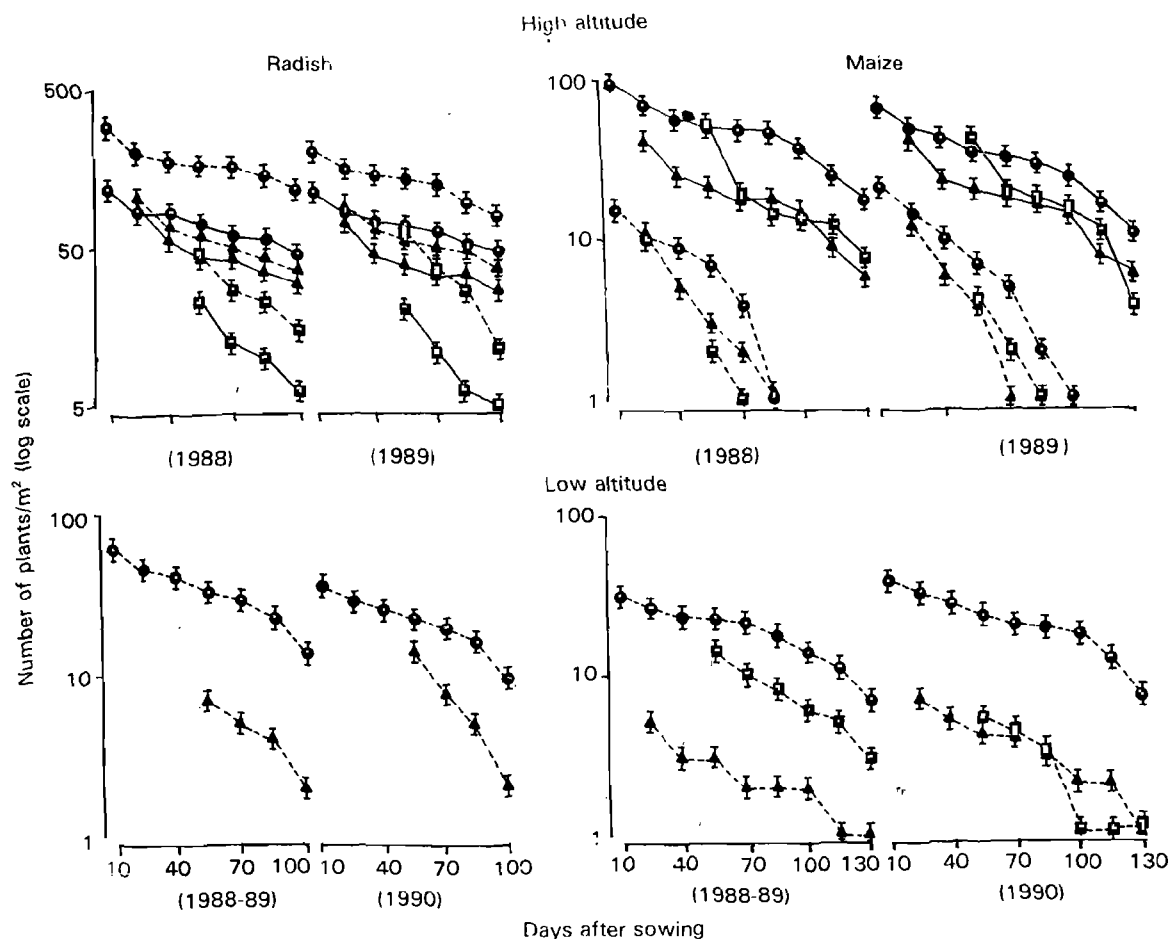 High altitude
Radish
Maize
500
50
5
100
10
1
(1988)
(1989)
(1988)
(1989)
Number of plants/m² (log scale)
Low altitude
100
10
1
100
10
1
10 40 70 100
10 40 70 100
10 40 70 100 130
10 40 70 100 130
(1988-89)
(1990)
(1988-89)
(1990)
Days after sowing